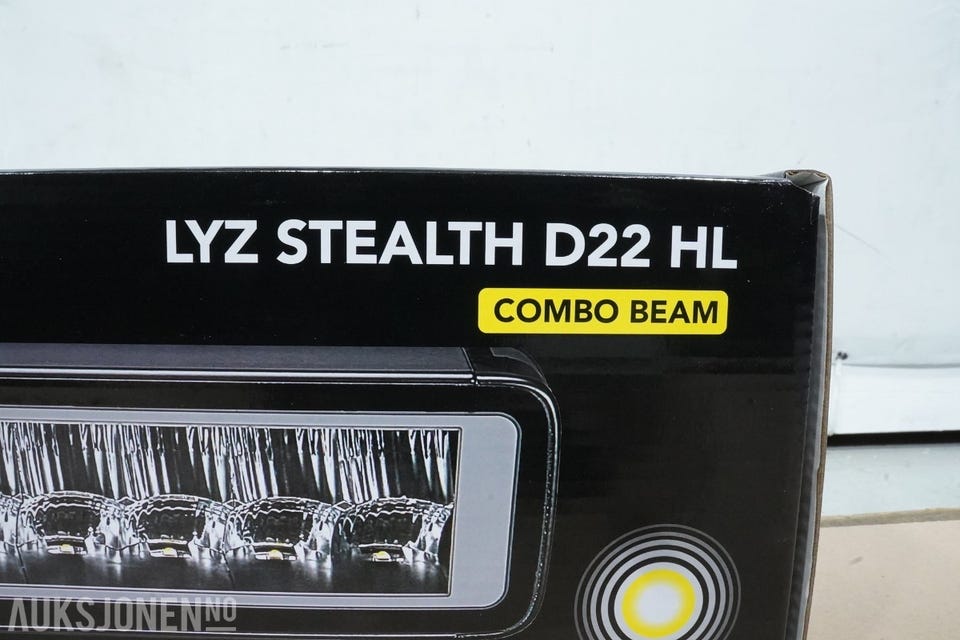 LYZ STEALTH D22 HL
COMBO BEAM
AUKSJONEN.NO